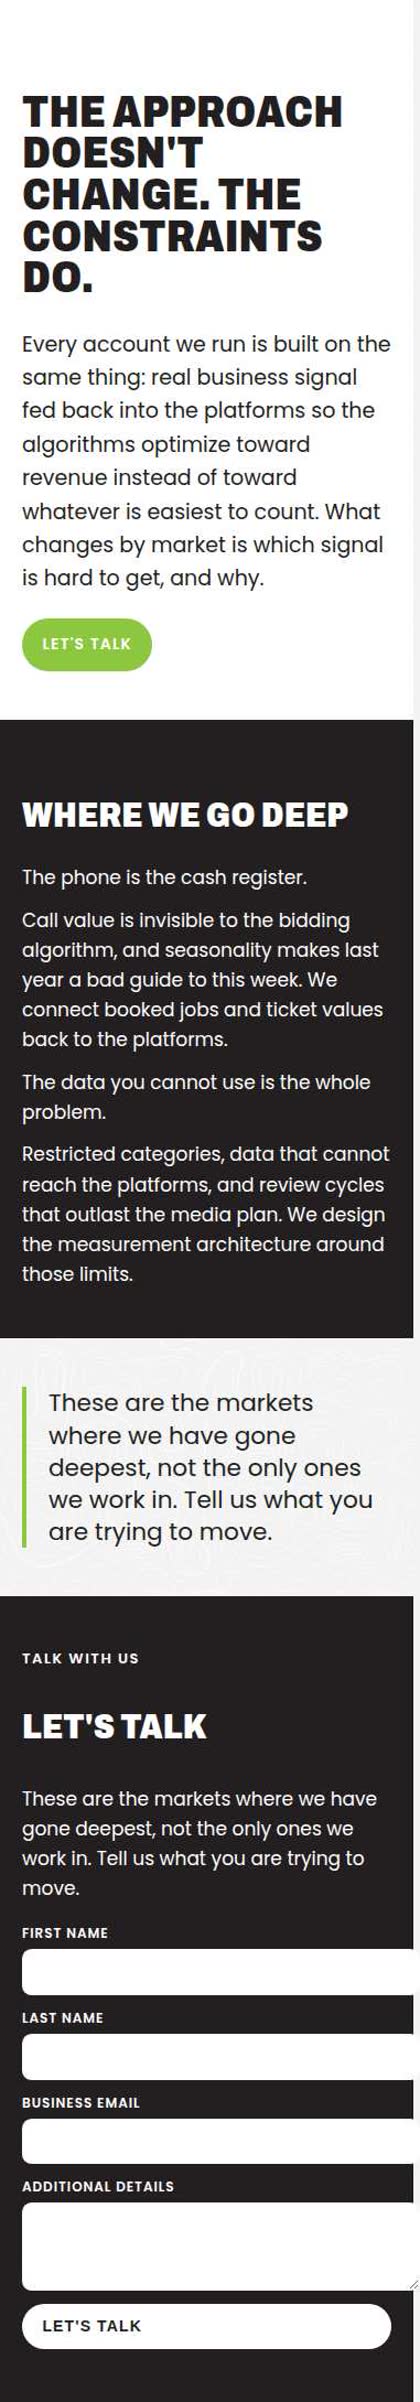 THE APPROACH
DOESN'T
CHANGE. THE
CONSTRAINTS
DO.
Every account we run is built on the
same thing: real business signal
fed back into the platforms so the
algorithms optimize toward
revenue instead of toward
whatever is easiest to count. What
changes by market is which signal
is hard to get, and why.
LET'S TALK
WHERE WE GO DEEP
The phone is the cash register.
Call value is invisible to the bidding
algorithm, and seasonality makes last
year a bad guide to this week. We
connect booked jobs and ticket values
back to the platforms.
The data you cannot use is the whole
problem.
Restricted categories, data that cannot
reach the platforms, and review cycles
that outlast the media plan. We design
the measurement architecture around
those limits.
These are the markets
where we have gone
deepest, not the only ones
we work in. Tell us what you
are trying to move.
TALK WITH US
LET'S TALK
These are the markets where we have
gone deepest, not the only ones we
work in. Tell us what you are trying to
move.
FIRST NAME
LAST NAME
BUSINESS EMAIL
ADDITIONAL DETAILS
LET'S TALK